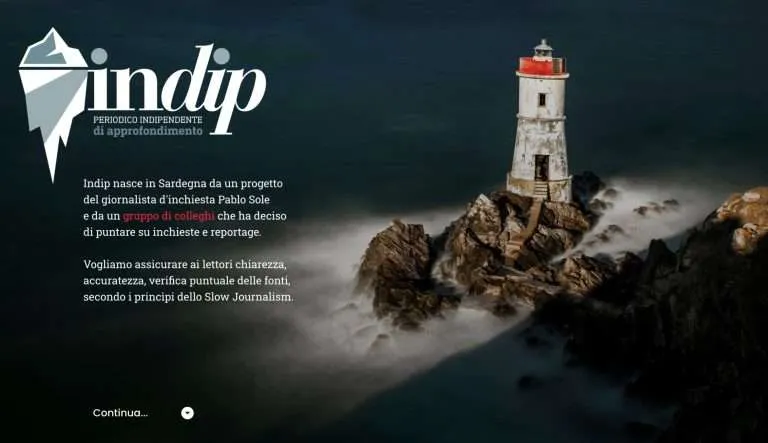 indip
PERIODICO INDIPENDENTE
di approfondimento
Indip nasce in Sardegna da un progetto
del giornalista d'inchiesta Pablo Sole
e da un gruppo di colleghi che ha deciso
di puntare su inchieste e reportage.
Vogliamo assicurare ai lettori chiarezza,
accuratezza, verifica puntuale delle fonti,
secondo i principi dello Slow Journalism.
Continua...